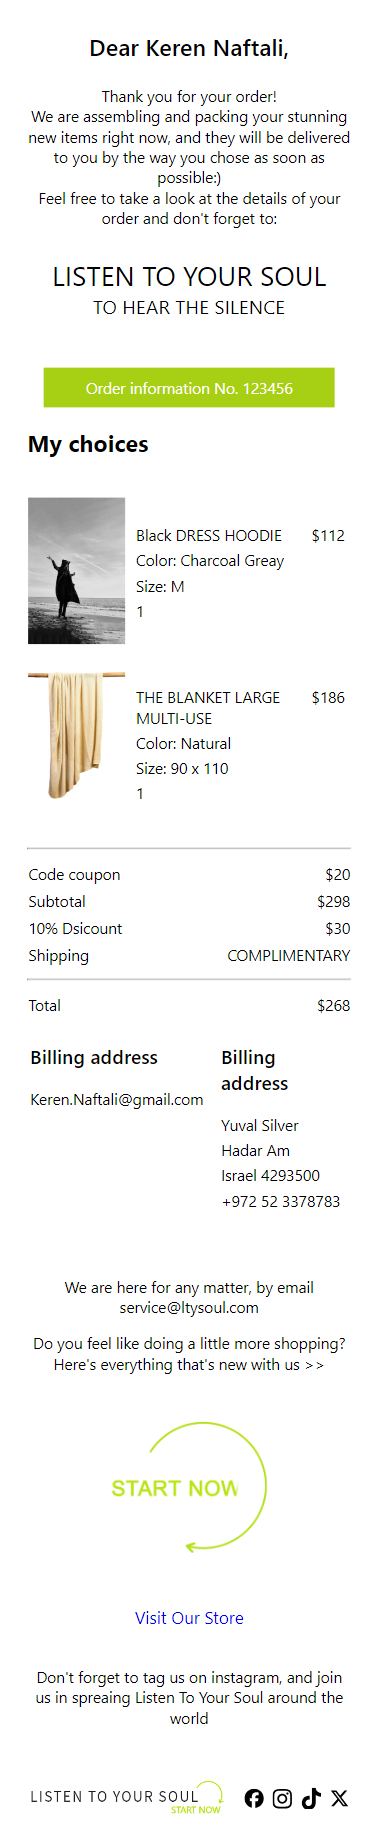 Dear Keren Naftali,
Thank you for your order!
We are assembling and packing your stunning
new items right now, and they will be delivered
to you by the way you chose as soon as
possible:)
Feel free to take a look at the details of your
order and don't forget to:
LISTEN TO YOUR SOUL
TO HEAR THE SILENCE
Order information No. 123456
My choices
Black DRESS HOODIE $112
Color: Charcoal Greay
Size: M
1
THE BLANKET LARGE $186
MULTI-USE
Color: Natural
Size: 90 x 110
1
Code coupon $20
Subtotal $298
10% Dsicount $30
Shipping COMPLIMENTARY
Total $268
Billing address
Keren.Naftali@gmail.com
Billing
address
Yuval Silver
Hadar Am
Israel 4293500
+972 52 3378783
We are here for any matter, by email
service@ltysoul.com
Do you feel like doing a little more shopping?
Here's everything that's new with us >>
START NOW
Visit Our Store
Don't forget to tag us on instagram, and join
us in spreaing Listen To Your Soul around the
world
LISTEN TO YOUR SOUL
START NOW